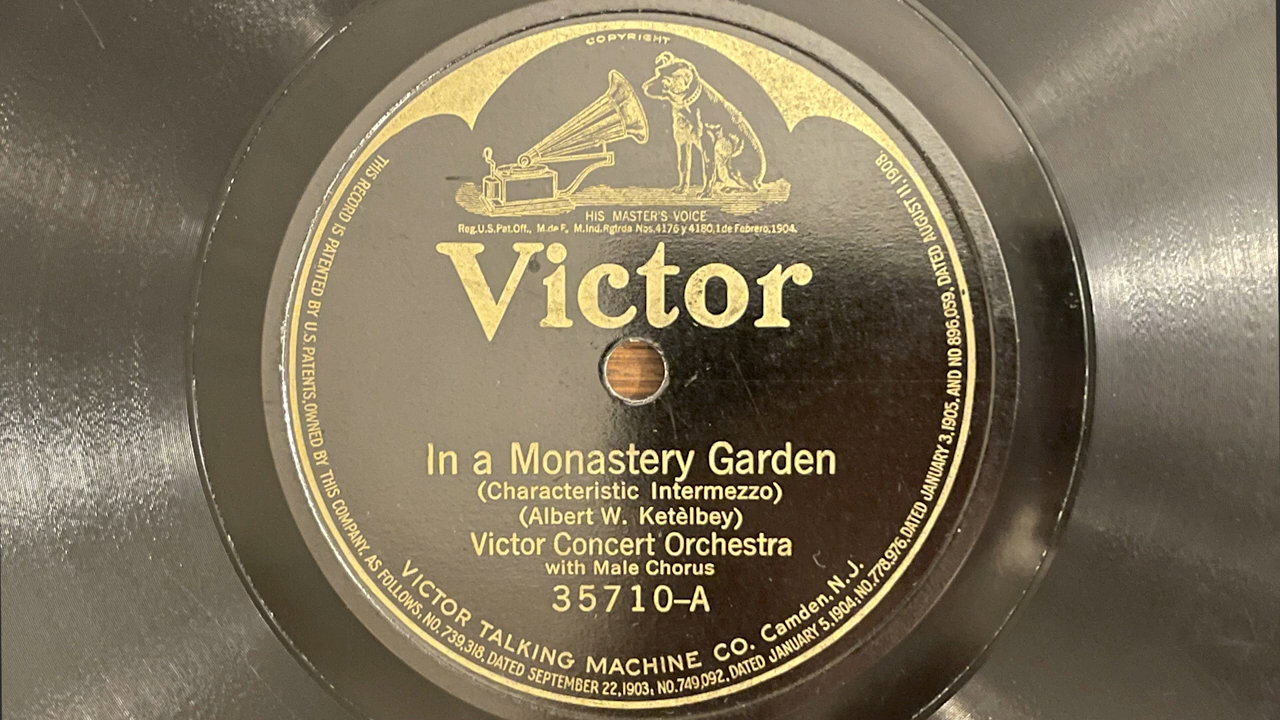 COPYRIGHT
HIS MASTER'S VOICE
Reg.U.S.Pat.Off., M.de F., M.Ind.Rgtrda Nos.4176 y 4180,1de Febrero,1904.
Victor
In a Monastery Garden
(Characteristic Intermezzo)
(Albert W. Ketèlbey)
Victor Concert Orchestra
with Male Chorus
35710–A
VICTOR TALKING MACHINE CO. Camden. N. J.
THIS RECORD IS PATENTED BY U.S. PATENTS, OWNED BY THIS COMPANY, AS FOLLOWS, NO. 739,318. DATED SEPTEMBER 22,1903; NO.749,092. DATED JANUARY 5,1904; NO.778,976. DATED JANUARY 3,1905. AND NO 896,059. DATED AUGUST 11, 1908